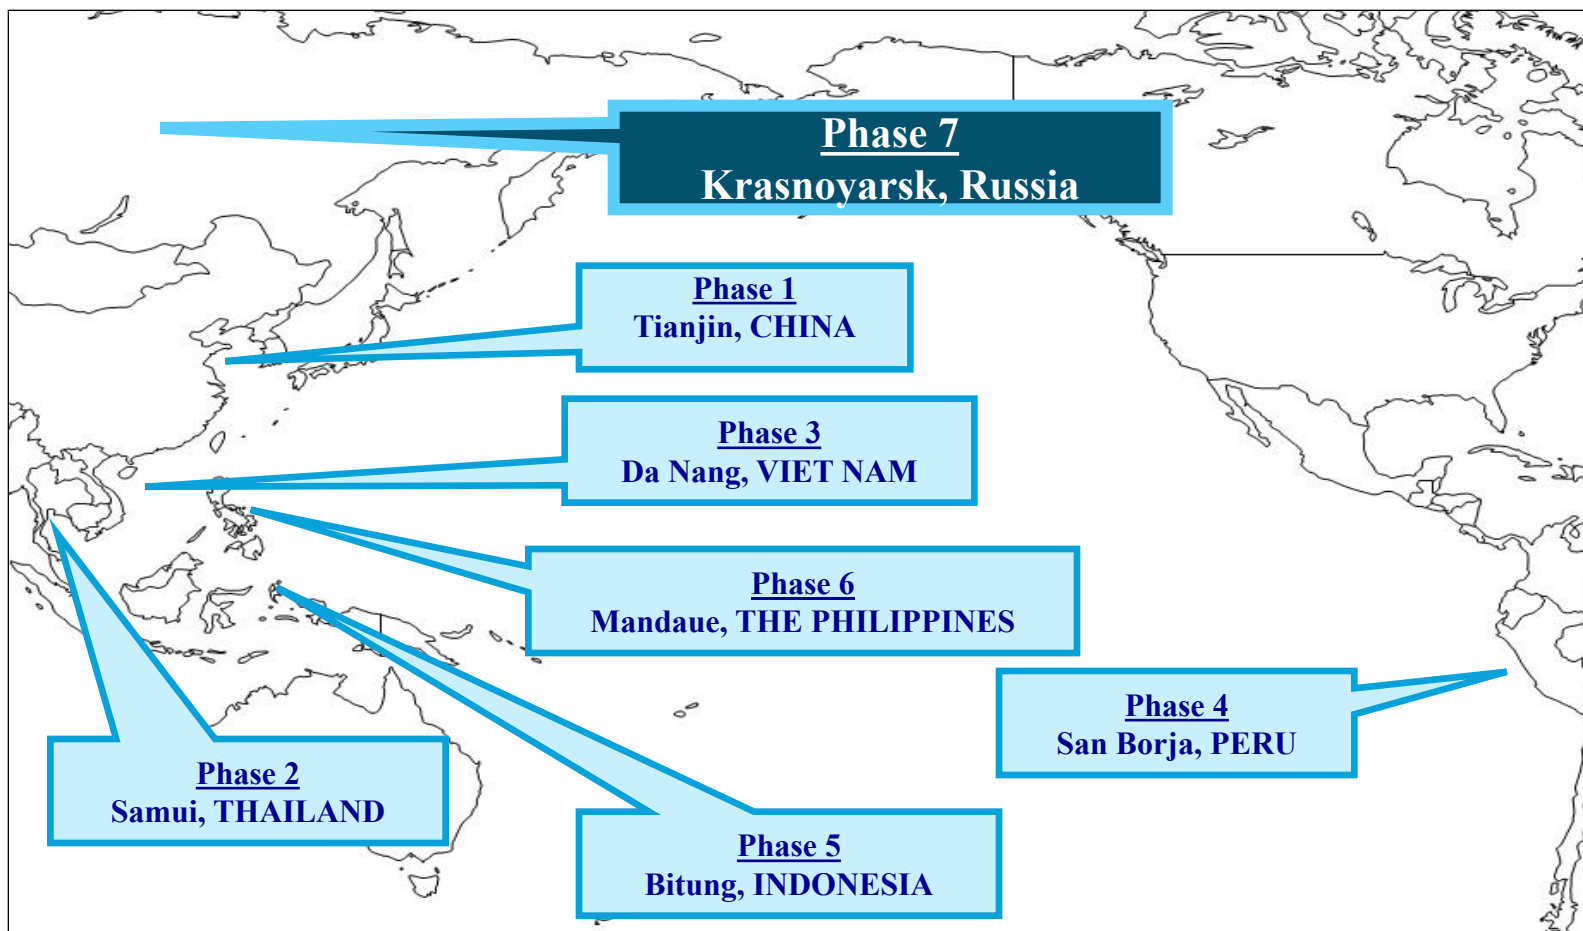 Phase 7
Krasnoyarsk, Russia
Phase 1
Tianjin, CHINA
Phase 3
Da Nang, VIET NAM
Phase 6
Mandaue, THE PHILIPPINES
Phase 4
San Borja, PERU
Phase 2
Samui, THAILAND
Phase 5
Bitung, INDONESIA